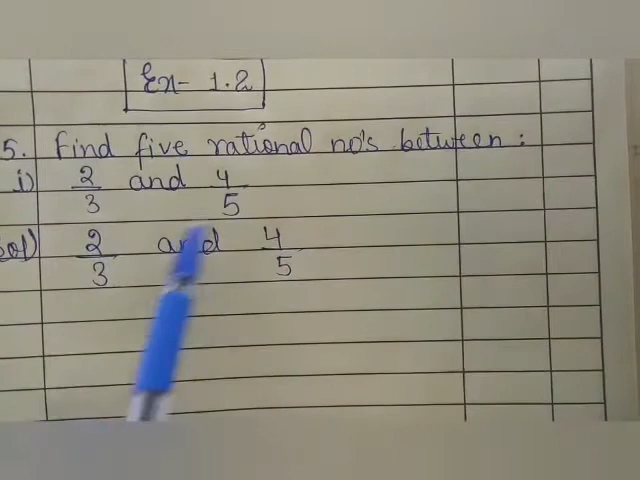 Ex- 1.2
5. Find five rational no's between:
i) 2/3 and 4/5
Sol) 2/3 and 4/5